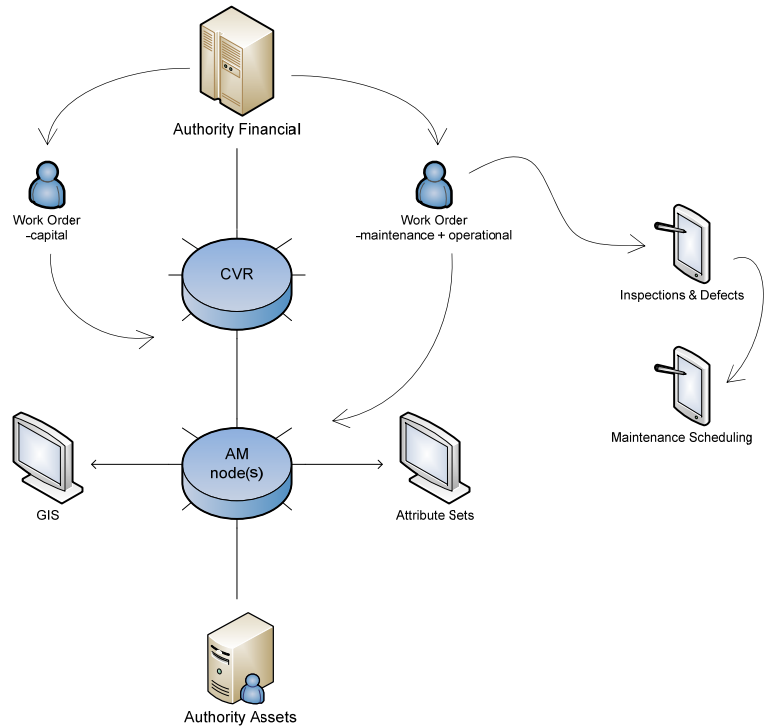 Authority Financial
Work Order
-capital
Work Order
-maintenance + operational
CVR
Inspections & Defects
Maintenance Scheduling
AM
node(s)
GIS
Attribute Sets
Authority Assets